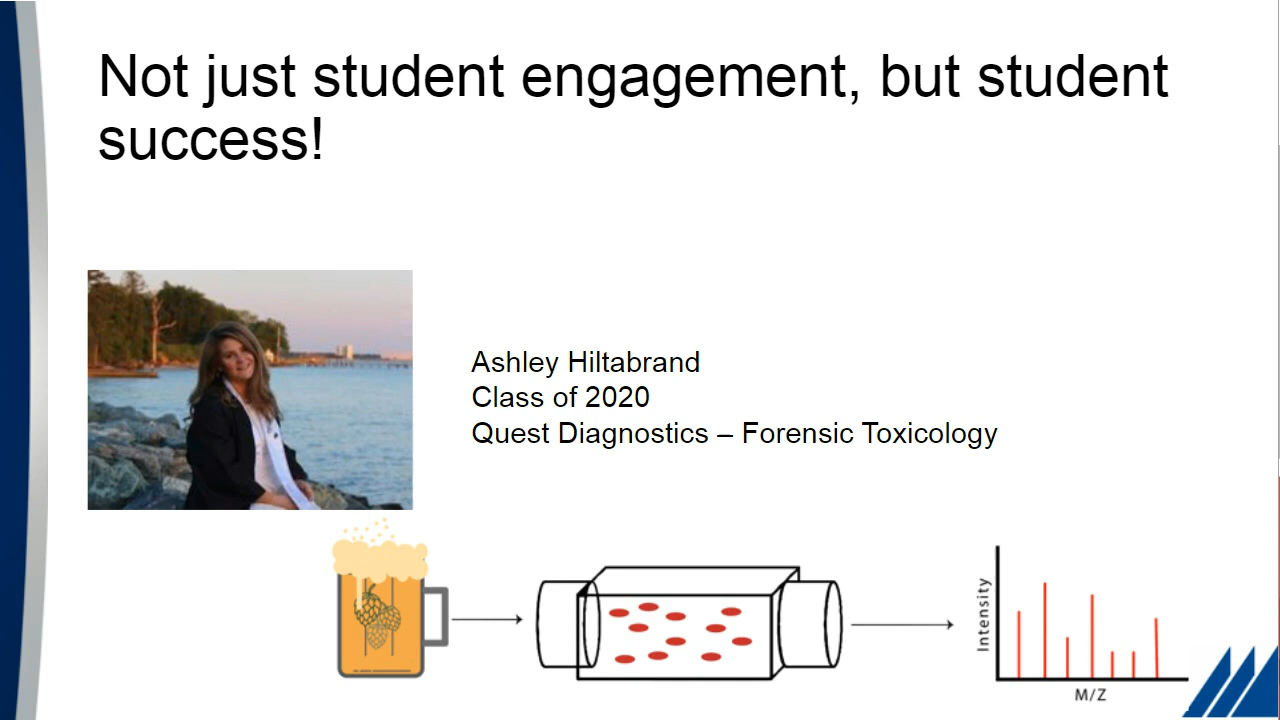 Not just student engagement, but student
success!
Ashley Hiltabrand
Class of 2020
Quest Diagnostics – Forensic Toxicology
Intensity
M/Z